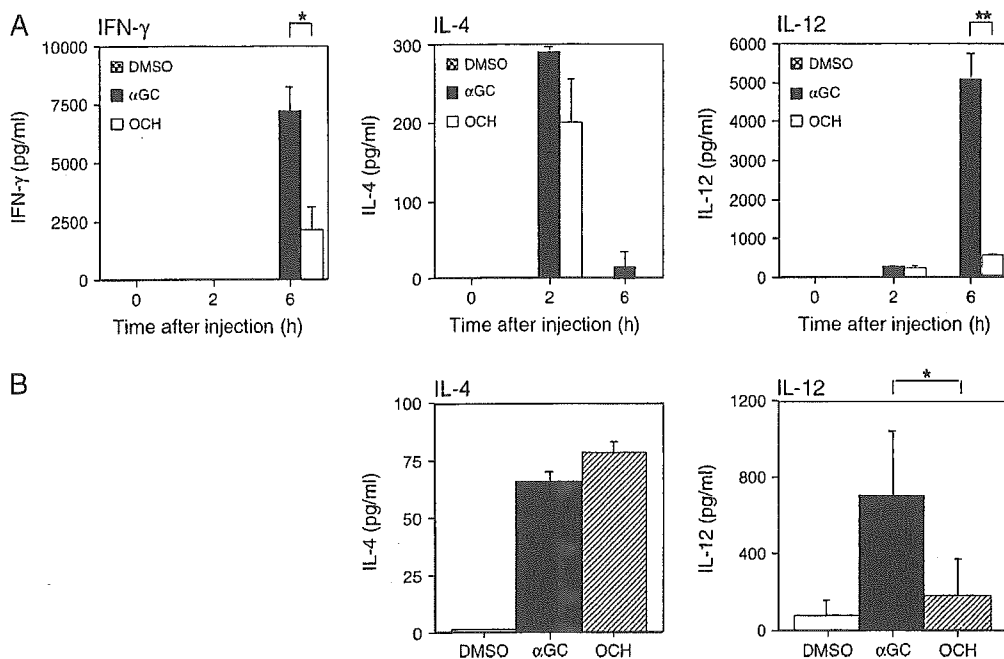 A
IFN-γ
*
IFN-γ (pg/ml)
10000
7500
5000
2500
0
DMSO
αGC
OCH
0 2 6
Time after injection (h)
IL-4
IL-4 (pg/ml)
300
200
100
0
DMSO
αGC
OCH
0 2 6
Time after injection (h)
IL-12
**
IL-12 (pg/ml)
6000
5000
4000
3000
2000
1000
0
DMSO
αGC
OCH
0 2 6
Time after injection (h)
B
IL-4
IL-4 (pg/ml)
100
75
50
25
0
DMSO αGC OCH
IL-12
*
IL-12 (pg/ml)
1200
800
400
0
DMSO αGC OCH